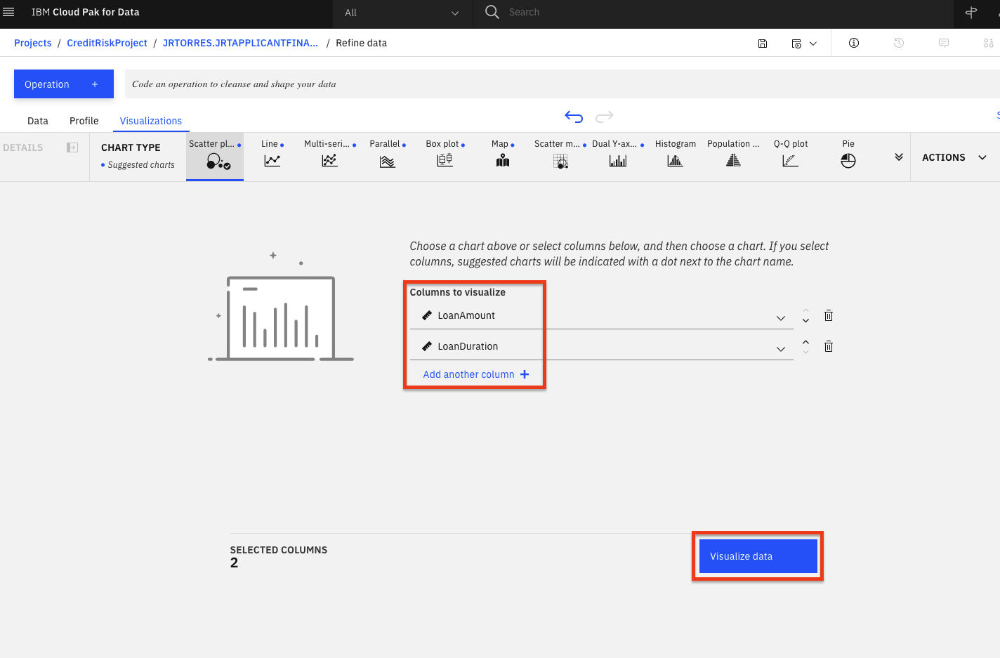 IBM Cloud Pak for Data
All
Search
Projects / CreditRiskProject / JRTORRES.JRTAPPLICANTFINA... / Refine data
Operation +
Code an operation to cleanse and shape your data
Data
Profile
Visualizations
DETAILS
CHART TYPE
Suggested charts
Scatter pl...
Line
Multi-seri...
Parallel
Box plot
Map
Scatter m...
Dual Y-ax...
Histogram
Population ...
Q-Q plot
Pie
ACTIONS
Choose a chart above or select columns below, and then choose a chart. If you select
columns, suggested charts will be indicated with a dot next to the chart name.
Columns to visualize
LoanAmount
LoanDuration
Add another column +
SELECTED COLUMNS
2
Visualize data